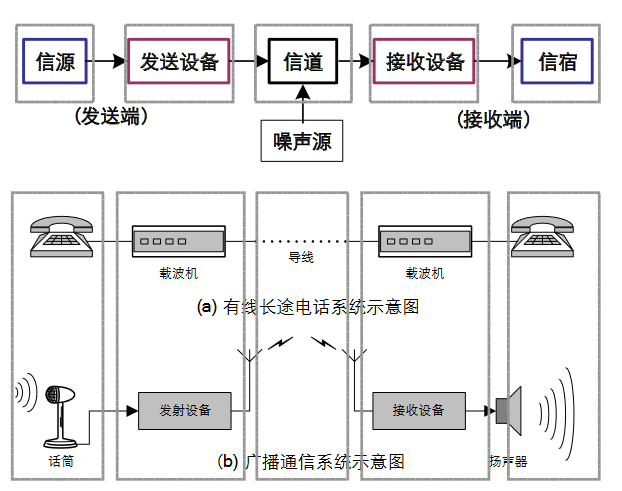 信源 发送设备 信道 接收设备 信宿
(发送端) (接收端)
噪声源
导线
载波机 载波机
(a) 有线长途电话系统示意图
发射设备 接收设备
话筒 (b) 广播通信系统示意图 扬声器